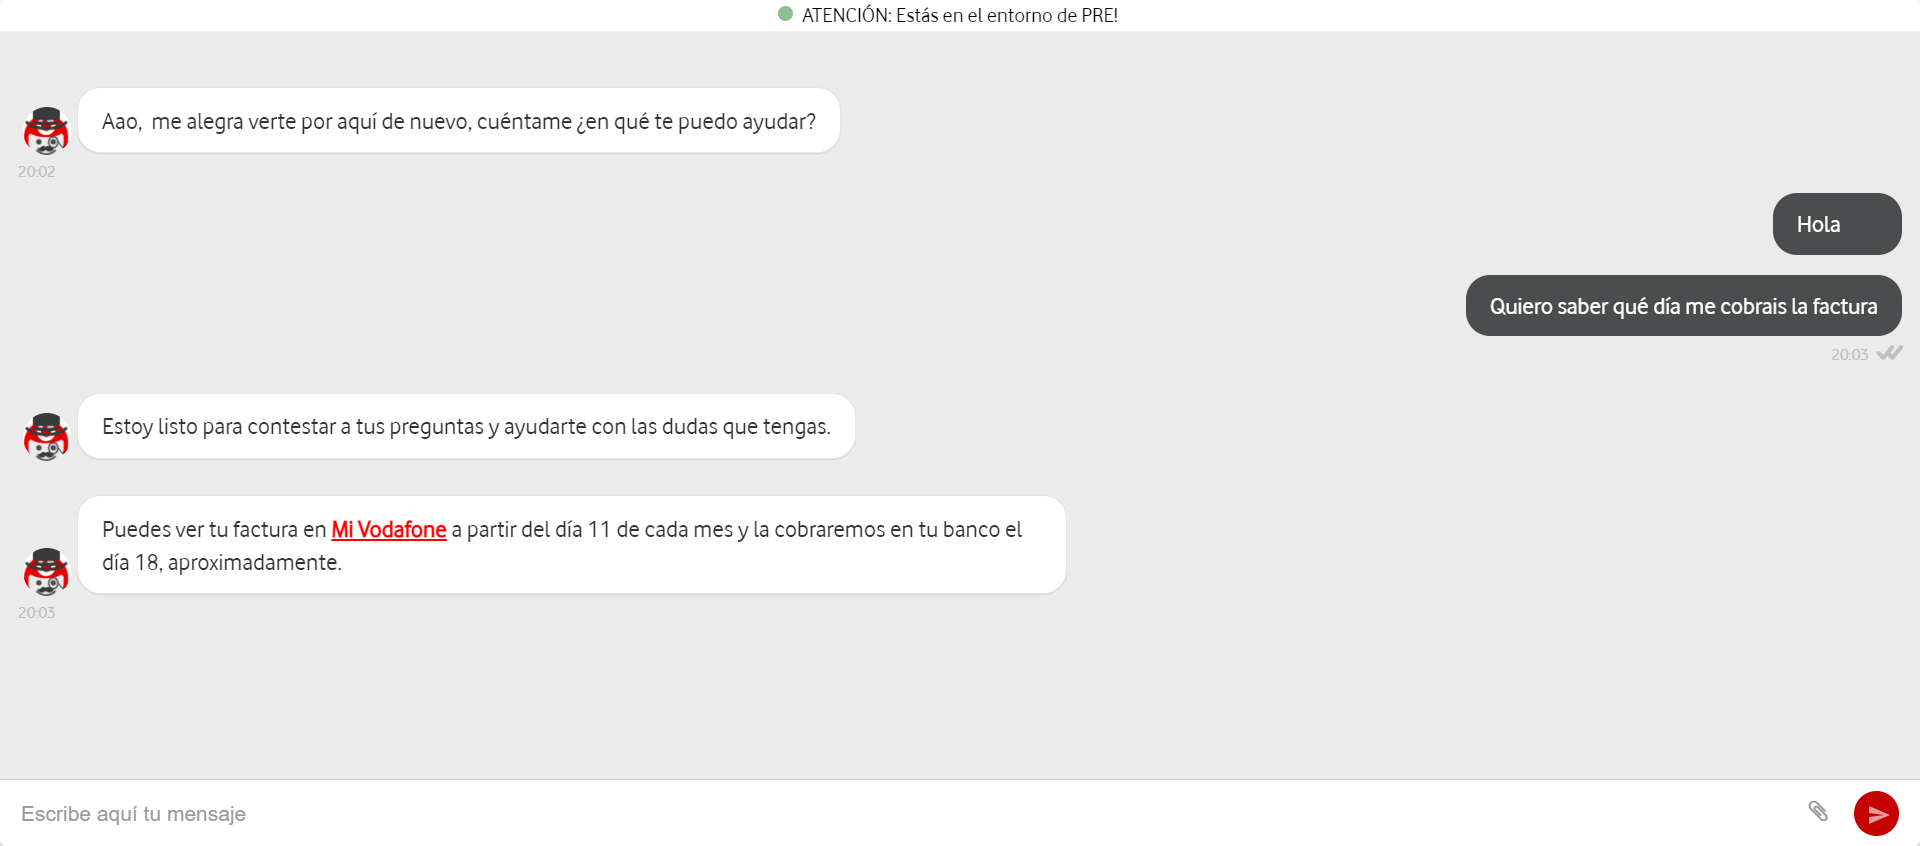 ATENCIÓN: Estás en el entorno de PRE!
Aao,  me alegra verte por aquí de nuevo, cuéntame ¿en qué te puedo ayudar?
20:02
Hola
Quiero saber qué día me cobrais la factura
20:03
Estoy listo para contestar a tus preguntas y ayudarte con las dudas que tengas.
Puedes ver tu factura en Mi Vodafone a partir del día 11 de cada mes y la cobraremos en tu banco el
día 18, aproximadamente.
20:03
Escribe aquí tu mensaje